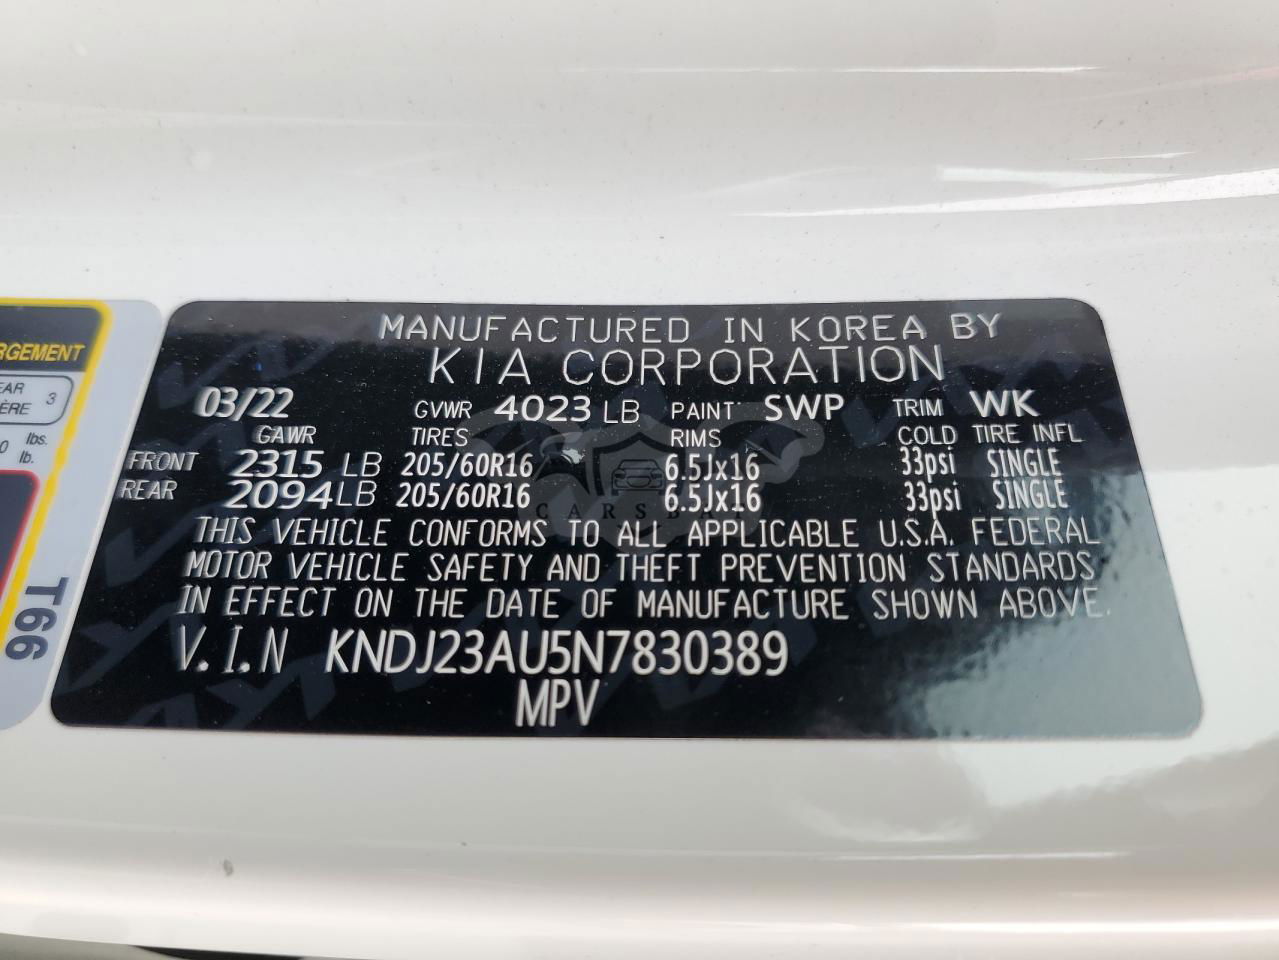 MANUFACTURED IN KOREA BY
KIA CORPORATION
03/22 GVWR 4023 LB PAINT SWP TRIM WK
GAWR TIRES RIMS COLD TIRE INFL
FRONT 2315 LB 205/60R16 6.5Jx16 33psi SINGLE
REAR 2094 LB 205/60R16 6.5Jx16 33psi SINGLE
THIS VEHICLE CONFORMS TO ALL APPLICABLE U.S.A. FEDERAL
MOTOR VEHICLE SAFETY AND THEFT PREVENTION STANDARDS
IN EFFECT ON THE DATE OF MANUFACTURE SHOWN ABOVE.
V.I.N KNDJ23AU5N7830389
MPV
RGEMENT
EAR
ÈRE 3
0 lbs.
lb.
T66